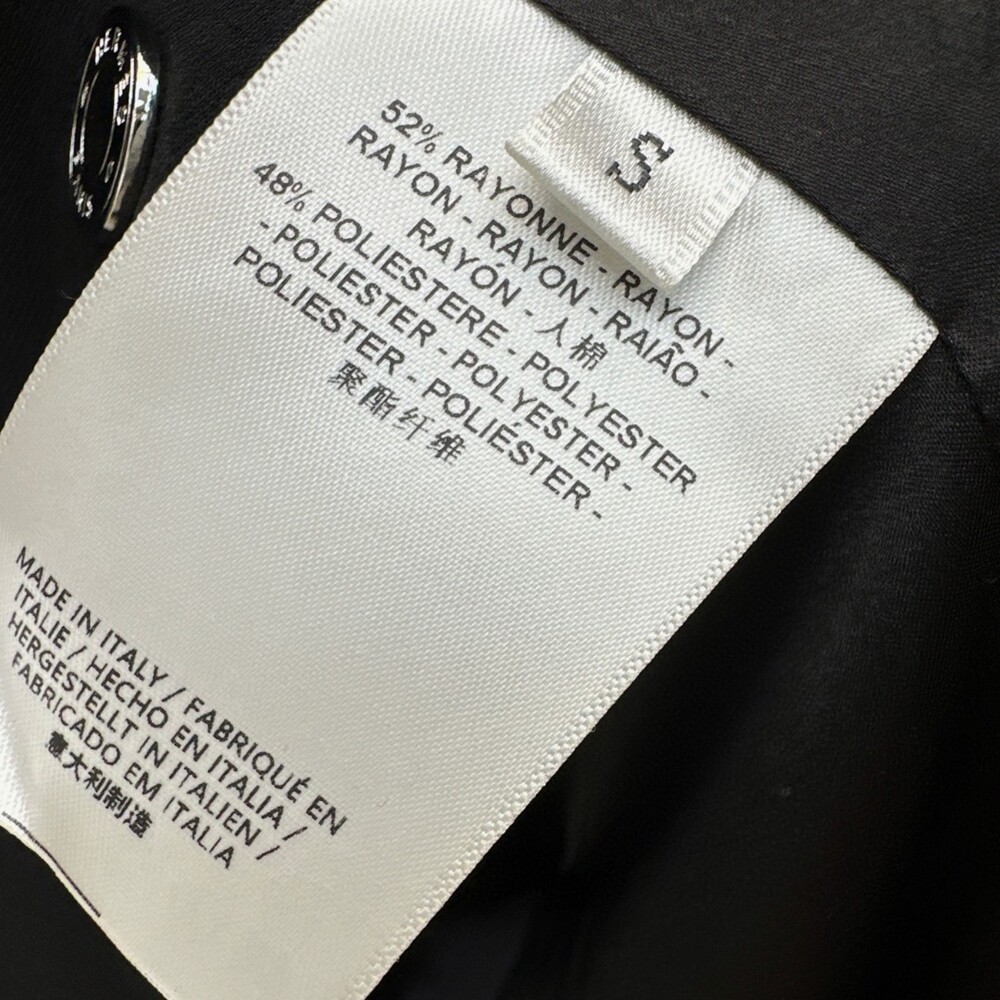 S
52% RAYONNE - RAYON -
RAYON - RAYON - RAIÃO -
RAYÓN - 人棉
48% POLIESTERE - POLYESTER
- POLIESTER - POLYESTER -
POLIESTER - POLIÉSTER -
聚酯纤维
MADE IN ITALY / FABRIQUÉ EN
ITALIE / HECHO EN ITALIA /
HERGESTELLT IN ITALIEN /
FABRICADO EM ITALIA
意大利制造